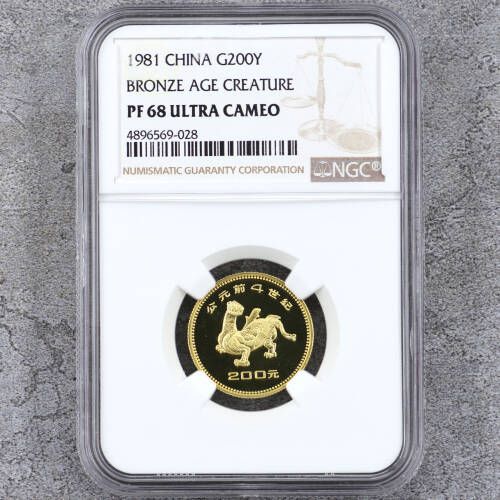 1981 CHINA G200Y
BRONZE AGE CREATURE
PF 68 ULTRA CAMEO
4896569-028
NUMISMATIC GUARANTY CORPORATION
NGC®
公元前4世纪
200元